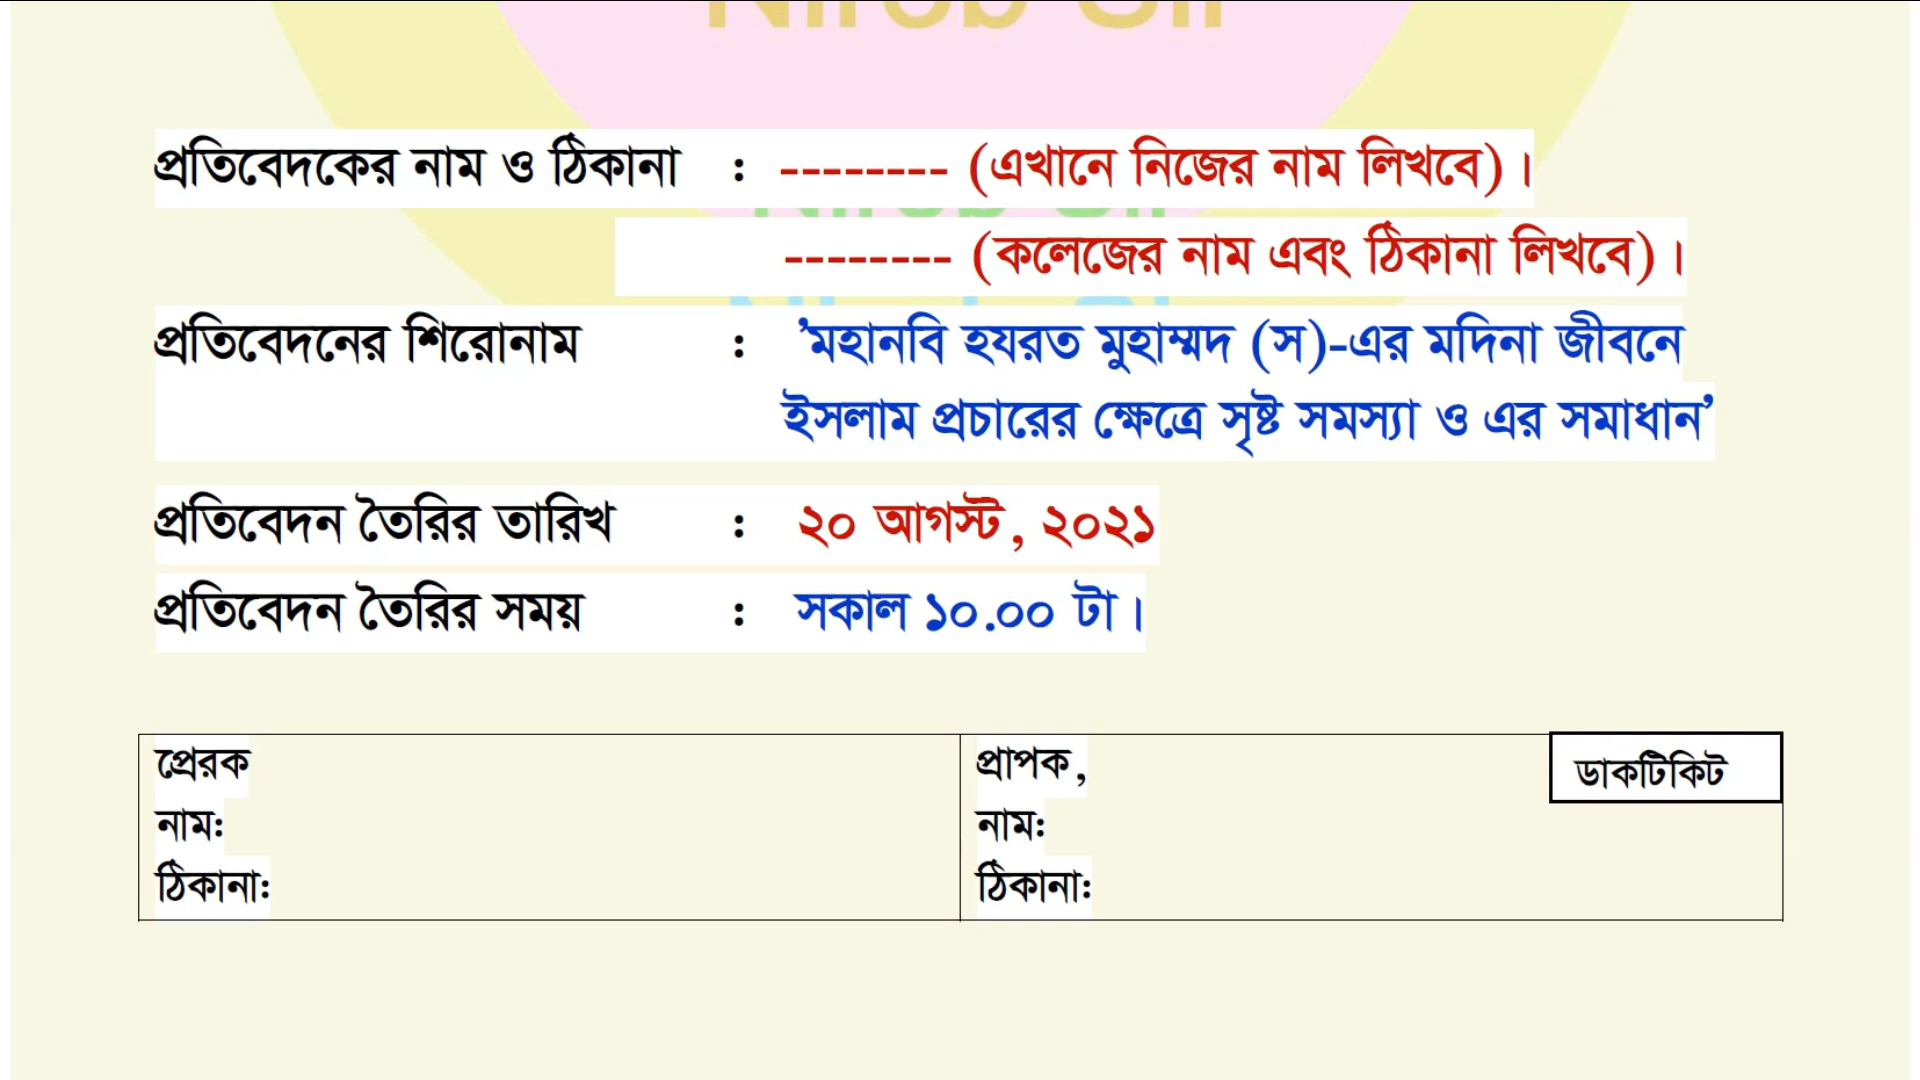 প্রতিবেদকের নাম ও ঠিকানা : -------- (এখানে নিজের নাম লিখবে)।
-------- (কলেজের নাম এবং ঠিকানা লিখবে)।
প্রতিবেদনের শিরোনাম : ’মহানবি হযরত মুহাম্মদ (স)-এর মদিনা জীবনে
ইসলাম প্রচারের ক্ষেত্রে সৃষ্ট সমস্যা ও এর সমাধান’
প্রতিবেদন তৈরির তারিখ : ২০ আগস্ট, ২০২১
প্রতিবেদন তৈরির সময় : সকাল ১০.০০ টা।
প্রেরক
নাম:
ঠিকানা:
প্রাপক,
নাম:
ঠিকানা:
ডাকটিকিট